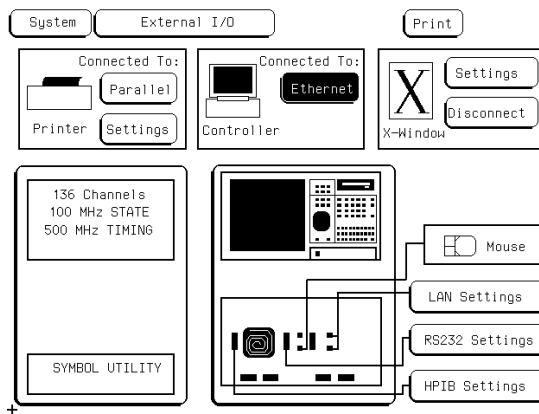 System
External I/O
Print
Connected To:
Parallel
Printer
Settings
Connected To:
Ethernet
Controller
X
Settings
Disconnect
X-Window
136 Channels
100 MHz STATE
500 MHz TIMING
SYMBOL UTILITY
Mouse
LAN Settings
RS232 Settings
HPIB Settings